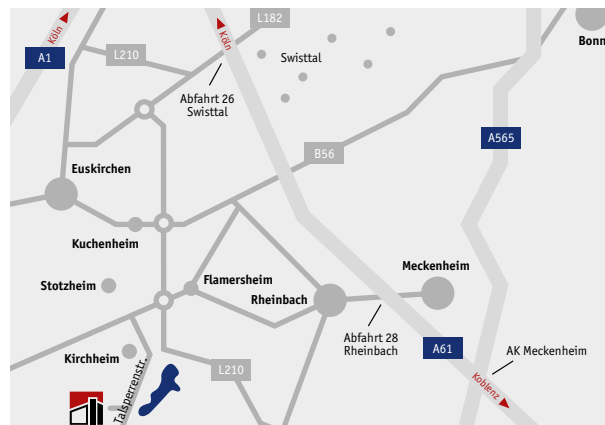 Köln
L182
Köln
Bonn
L210
A1
Swisttal
Abfahrt 26
Swisttal
A565
B56
Euskirchen
Kuchenheim
Meckenheim
Stotzheim
Flamersheim
Rheinbach
Abfahrt 28
Rheinbach
A61
AK Meckenheim
Kirchheim
L210
Koblenz
Talsperrenstr.